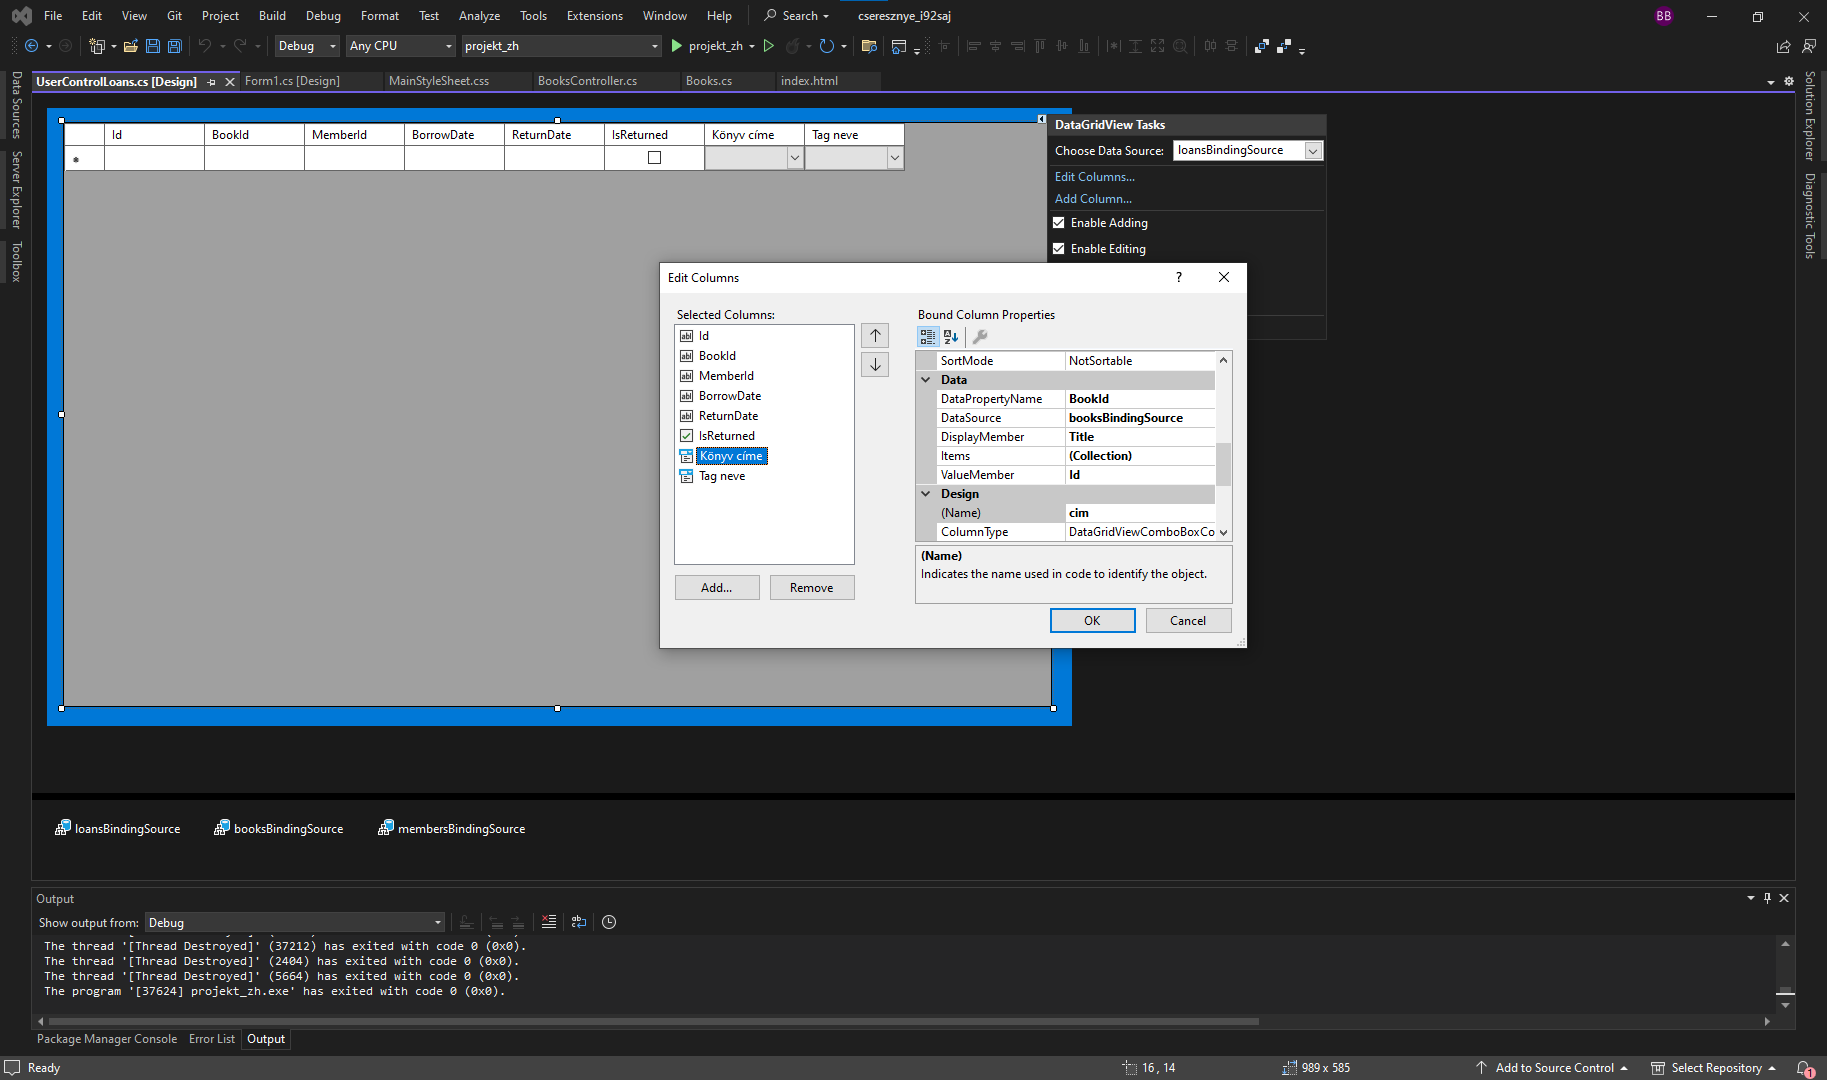 File Edit View Git Project Build Debug Format Test Analyze Tools Extensions Window Help Search cseresznye_i92saj BB
Debug Any CPU projekt_zh projekt_zh
UserControlLoans.cs [Design] Form1.cs [Design] MainStyleSheet.css BooksController.cs Books.cs index.html
Data Sources
Server Explorer
Toolbox
Solution Explorer
Diagnostic Tools
Id BookId MemberId BorrowDate ReturnDate IsReturned Könyv címe Tag neve
DataGridView Tasks
Choose Data Source: loansBindingSource
Edit Columns...
Add Column...
Enable Adding
Enable Editing
Edit Columns ?
Selected Columns:
Id
BookId
MemberId
BorrowDate
ReturnDate
IsReturned
Könyv címe
Tag neve
Add... Remove
Bound Column Properties
SortMode NotSortable
Data
DataPropertyName BookId
DataSource booksBindingSource
DisplayMember Title
Items (Collection)
ValueMember Id
Design
(Name) cim
ColumnType DataGridViewComboBoxCo
(Name)
Indicates the name used in code to identify the object.
OK Cancel
loansBindingSource booksBindingSource membersBindingSource
Output
Show output from: Debug
The thread '[Thread Destroyed]' (37212) has exited with code 0 (0x0).
The thread '[Thread Destroyed]' (2404) has exited with code 0 (0x0).
The thread '[Thread Destroyed]' (5664) has exited with code 0 (0x0).
The program '[37624] projekt_zh.exe' has exited with code 0 (0x0).
Package Manager Console Error List Output
Ready 16 , 14 989 x 585 Add to Source Control Select Repository 1